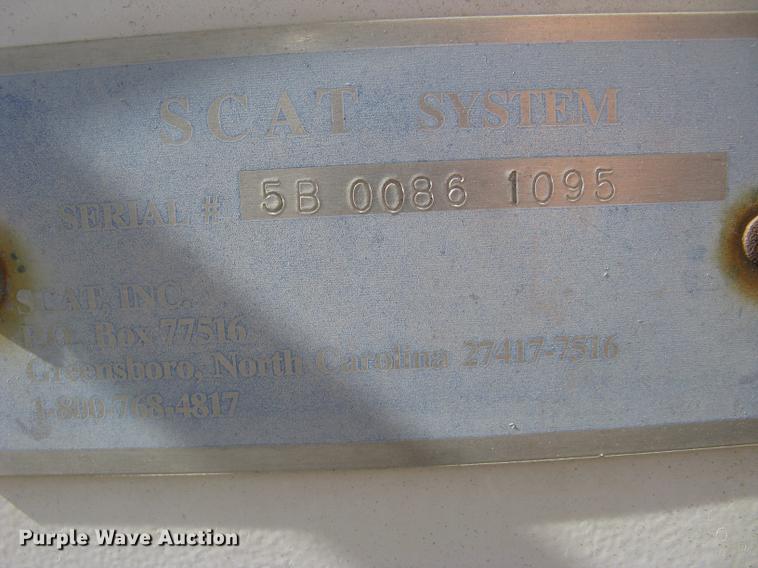 SCAT SYSTEM
SERIAL # 5B 0086 1095
SCAT, INC.
P.O. Box 77516
Greensboro, North Carolina 27417-7516
1-800-768-4817
Purple Wave Auction